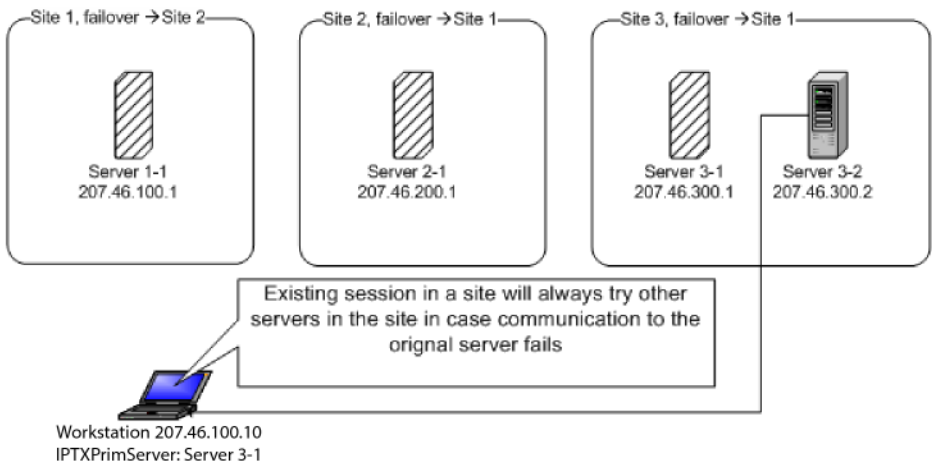 Site 1, failover → Site 2
Site 2, failover → Site 1
Site 3, failover → Site 1
Server 1-1
207.46.100.1
Server 2-1
207.46.200.1
Server 3-1
207.46.300.1
Server 3-2
207.46.300.2
Existing session in a site will always try other
servers in the site in case communication to the
orignal server fails
Workstation 207.46.100.10
IPTXPrimServer: Server 3-1